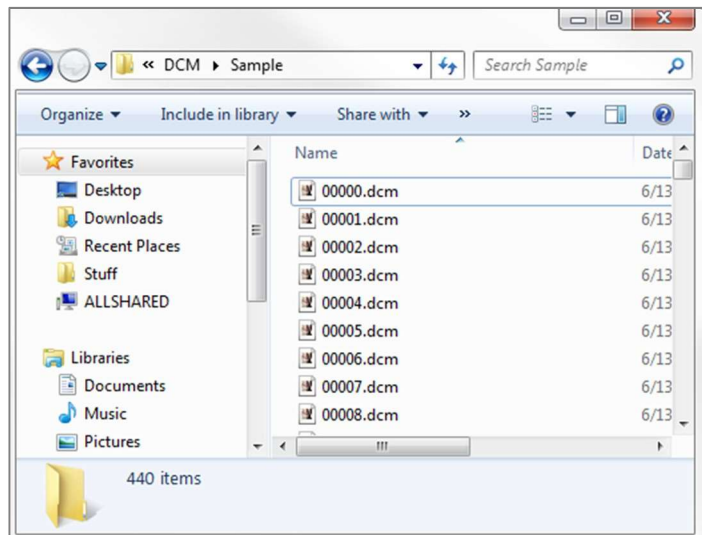 « DCM ▸ Sample
Search Sample
Organize
Include in library
Share with
»
Favorites
Desktop
Downloads
Recent Places
Stuff
ALLSHARED
Libraries
Documents
Music
Pictures
Name
Date
00000.dcm
6/13
00001.dcm
6/13
00002.dcm
6/13
00003.dcm
6/13
00004.dcm
6/13
00005.dcm
6/13
00006.dcm
6/13
00007.dcm
6/13
00008.dcm
6/13
440 items